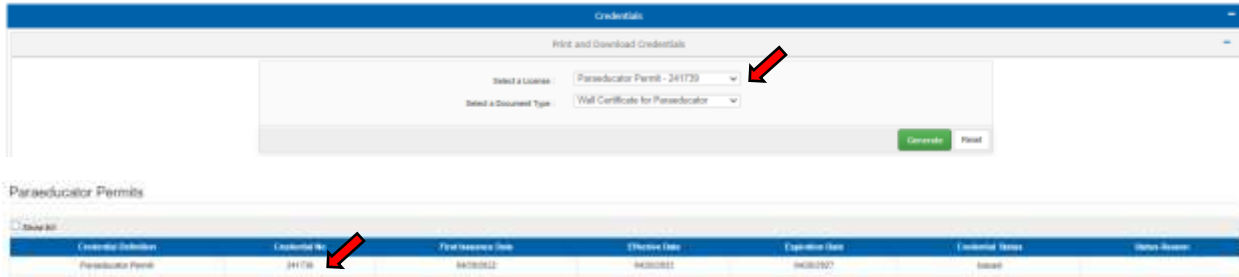 Credentials
Print and Download Credentials
Select a License : Paraeducator Permit - 241739
Select a Document Type : Wall Certificate for Paraeducator
Generate Reset
Paraeducator Permits
Show All
Credential Definition Credential No First Issuance Date Effective Date Expiration Date Credential Status Status Reason
Paraeducator Permit 241739 Issued